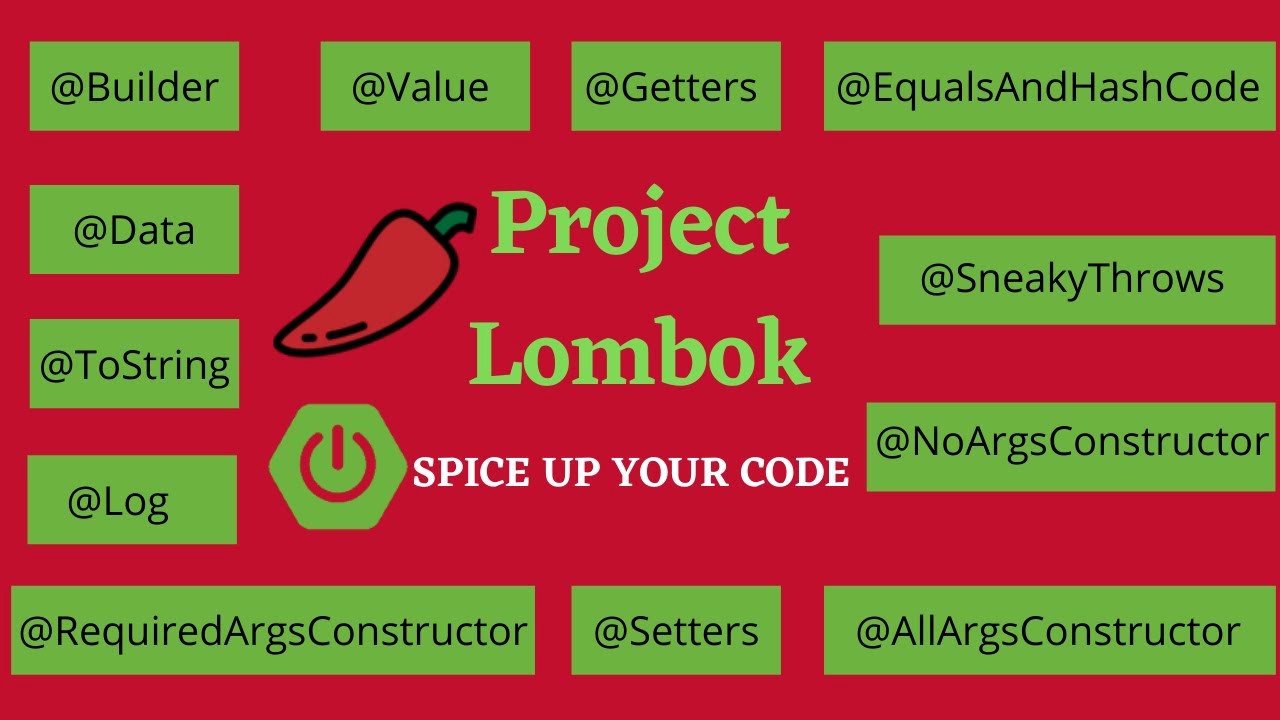 @Builder
@Value
@Getters
@EqualsAndHashCode
@Data
Project
Lombok
@SneakyThrows
@ToString
@NoArgsConstructor
SPICE UP YOUR CODE
@Log
@RequiredArgsConstructor
@Setters
@AllArgsConstructor